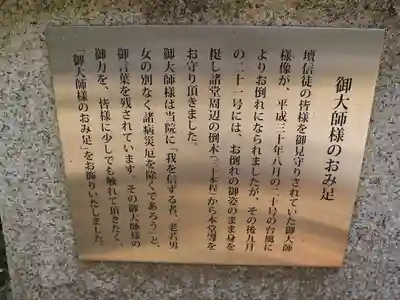 御大師様のおみ足
壇信徒の皆様を御見守りされていた御大師
様像が、平成三十年八月の二十号の台風に
よりお倒れになられましたが、その後九月
の二十一号には、お倒れの御姿のまま身を
挺し諸堂周辺の倒木(三十本程)から本堂等を
お守り頂きました。
御大師様は当院に「我を信ずる者、老若男
女の別なく諸病災厄を除くであろう」と、
御言葉を残されています。その御大師様の
御力を、皆様に少しでも触れて頂きたく、
「御大師様のおみ足」をお飾りいたしました。